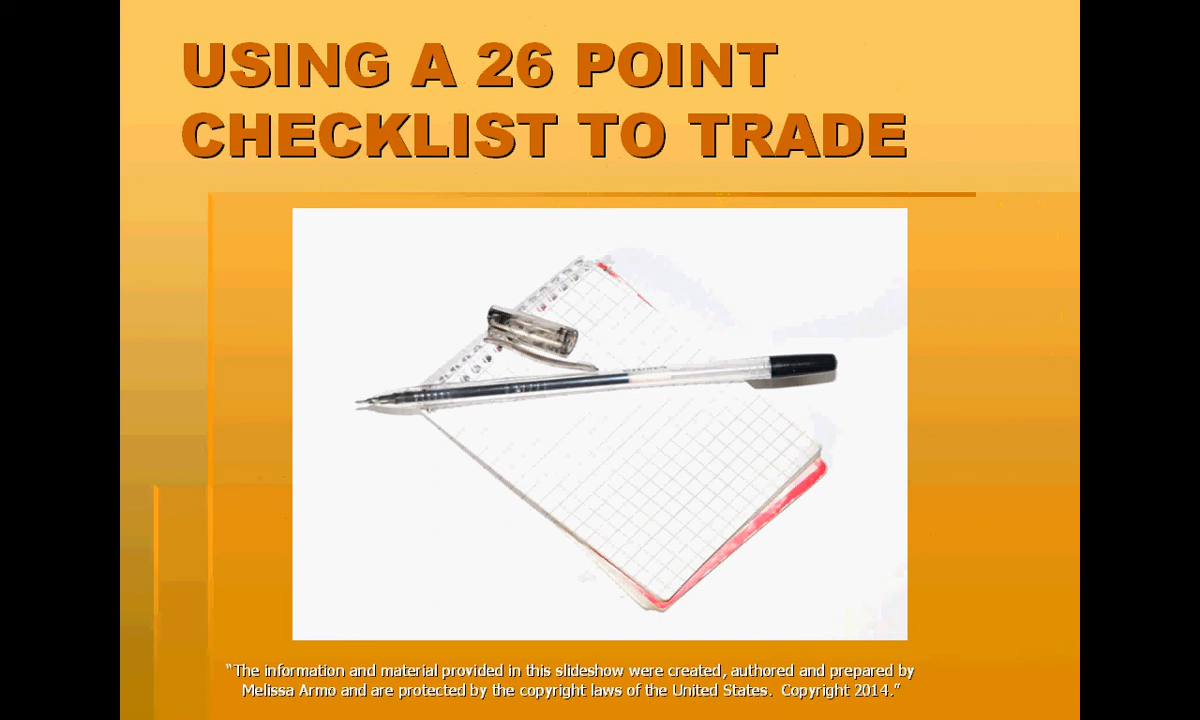 USING A 26 POINT
CHECKLIST TO TRADE
“The information and material provided in this slideshow were created, authored and prepared by
Melissa Armo and are protected by the copyright laws of the United States. Copyright 2014.”